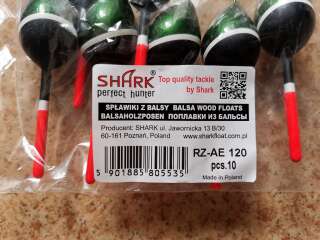 SHARK
perfect hunter
Top quality tackle
by Shark
SPŁAWIKI Z BALSY BALSA WOOD FLOATS
BALSAHOLZPOSEN ПОПЛАВКИ ИЗ БАЛЬСЫ
Producent: SHARK ul. Jawornicka 13 B/30
60-161 Poznan, Poland www.sharkfloat.com.pl
RZ-AE 120
pcs.10
5 901885 805535
Made in Poland